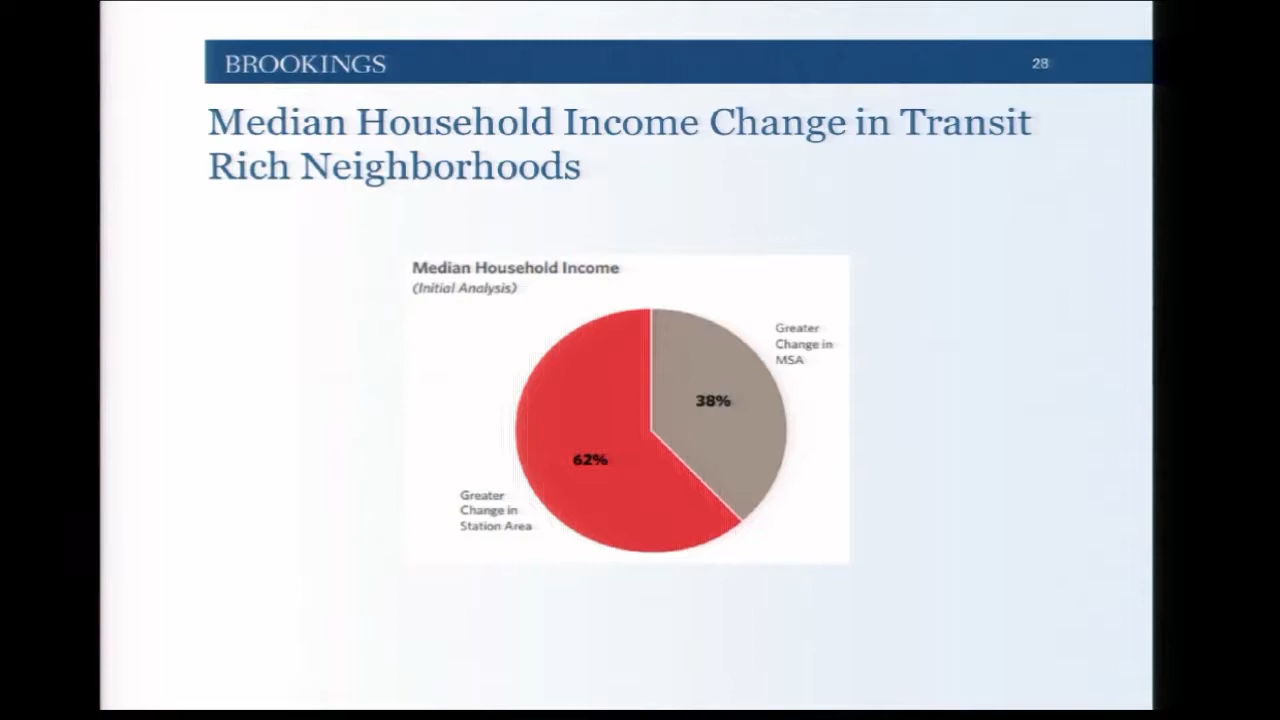 BROOKINGS
28
Median Household Income Change in Transit
Rich Neighborhoods
Median Household Income
(Initial Analysis)
Greater
Change in
MSA
38%
62%
Greater
Change in
Station Area